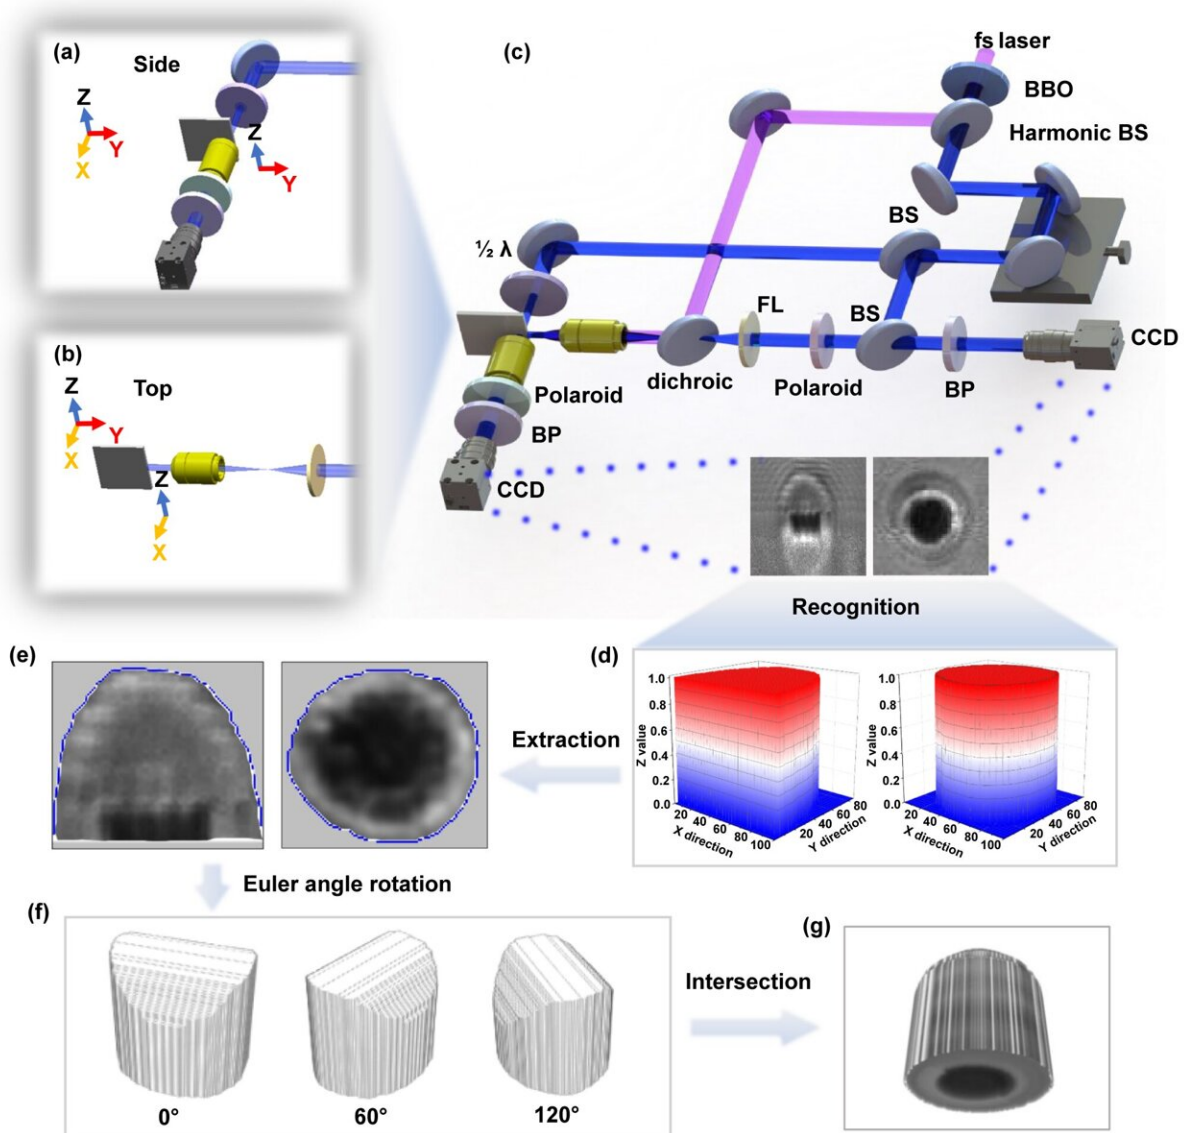 (a)
Side
Z
Y
X
Z
Y
(b)
Top
Z
Y
X
Z
X
(c)
fs laser
BBO
Harmonic BS
BS
½ λ
FL
BS
CCD
dichroic
Polaroid
BP
Polaroid
BP
CCD
Recognition
(d)
Z value
1.0
0.8
0.6
0.4
0.2
0.0
20 40 60 80 100
X direction
20 40 60 80
Y direction
Z value
1.0
0.8
0.6
0.4
0.2
0.0
20 40 60 80 100
X direction
20 40 60 80
Y direction
(e)
Extraction
Euler angle rotation
(f)
0°
60°
120°
Intersection
(g)